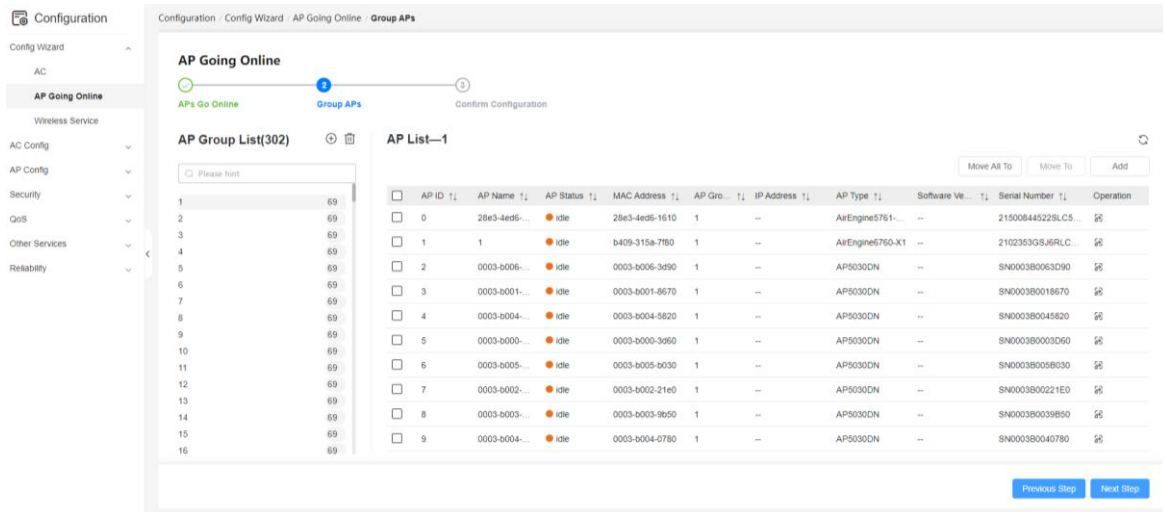 Configuration
Configuration / Config Wizard / AP Going Online / Group APs
Config Wizard
AC
AP Going Online
Wireless Service
AC Config
AP Config
Security
QoS
Other Services
Reliability
AP Going Online
2
3
APs Go Online
Group APs
Confirm Configuration
AP Group List(302)
Please hint
1 69
2 69
3 69
4 69
5 69
6 69
7 69
8 69
9 69
10 69
11 69
12 69
13 69
14 69
15 69
16 69
AP List—1
Move All To Move To Add
AP ID AP Name AP Status MAC Address AP Gro... IP Address AP Type Software Ve... Serial Number Operation
0 28e3-4ed6-... idle 28e3-4ed6-1610 1 -- AirEngine5761-... -- 21500844522SLC5...
1 1 idle b409-315a-7f80 1 -- AirEngine6760-X1 -- 2102353GSJ6RLC...
2 0003-b006-... idle 0003-b006-3d90 1 -- AP5030DN -- SN0003B0063D90
3 0003-b001-... idle 0003-b001-8670 1 -- AP5030DN -- SN0003B0018670
4 0003-b004-... idle 0003-b004-5820 1 -- AP5030DN -- SN0003B0045820
5 0003-b000-... idle 0003-b000-3d60 1 -- AP5030DN -- SN0003B0003D60
6 0003-b005-... idle 0003-b005-b030 1 -- AP5030DN -- SN0003B005B030
7 0003-b002-... idle 0003-b002-21e0 1 -- AP5030DN -- SN0003B00221E0
8 0003-b003-... idle 0003-b003-9b50 1 -- AP5030DN -- SN0003B0039B50
9 0003-b004-... idle 0003-b004-0780 1 -- AP5030DN -- SN0003B0040780
Previous Step Next Step